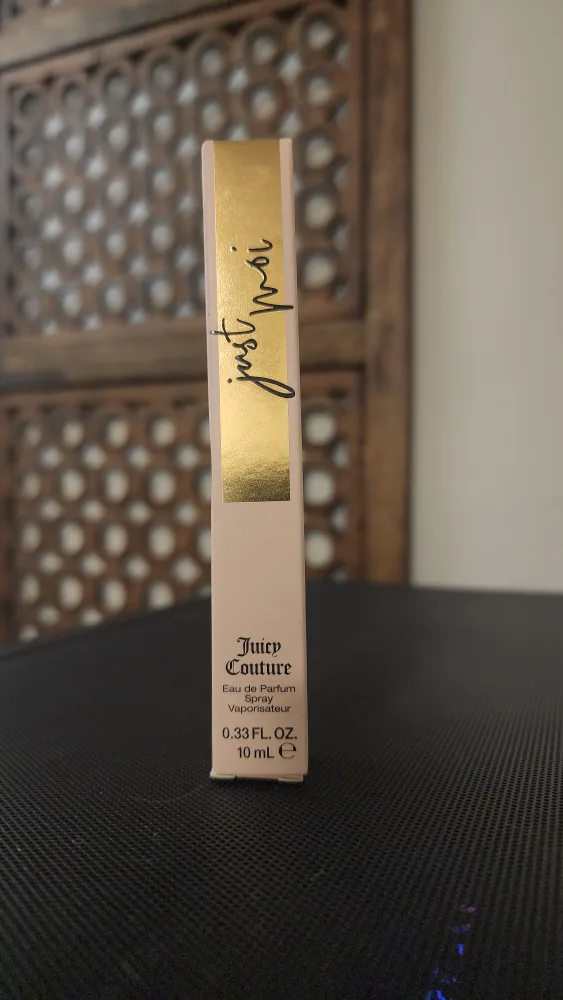 just Moi
Juicy
Couture
Eau de Parfum
Spray
Vaporisateur
0.33 FL. OZ.
10 mL ℮